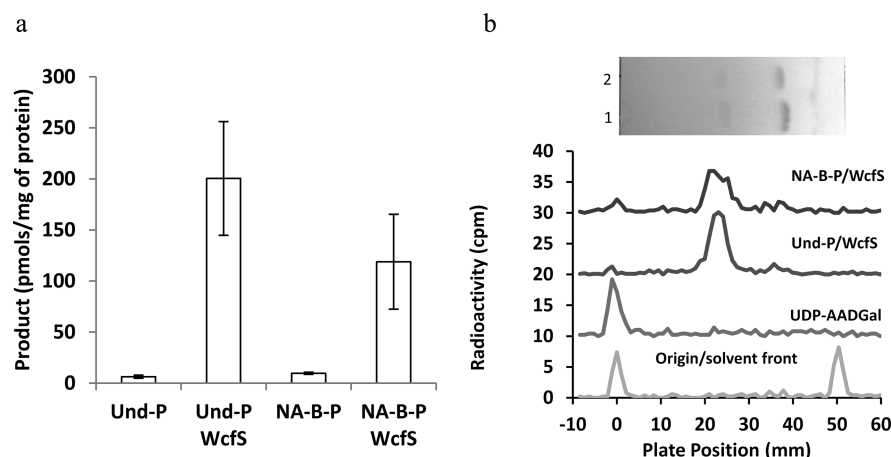 a
Product (pmols/mg of protein)
300
250
200
150
100
50
0
Und-P
Und-P
WcfS
NA-B-P
NA-B-P
WcfS
b
2
1
Radioactivity (cpm)
40
35
30
25
20
15
10
5
0
NA-B-P/WcfS
Und-P/WcfS
UDP-AADGal
Origin/solvent front
-10 0 10 20 30 40 50 60
Plate Position (mm)